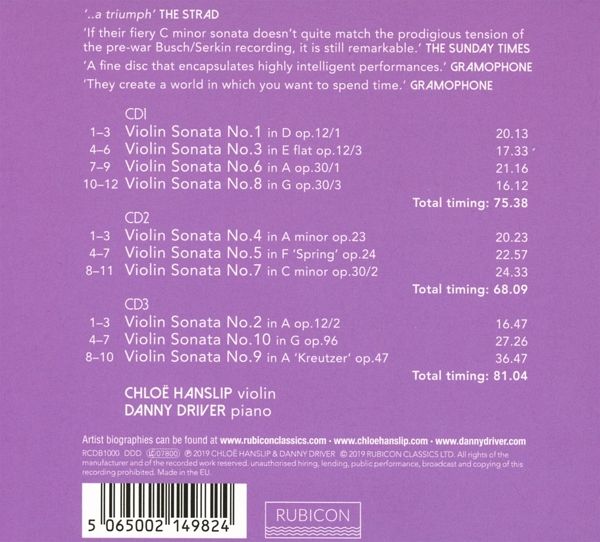 '..a triumph' THE STRAD
'If their fiery C minor sonata doesn't quite match the prodigious tension of
the pre-war Busch/Serkin recording, it is still remarkable.' THE SUNDAY TIMES
'A fine disc that encapsulates highly intelligent performances.' GRAMOPHONE
'They create a world in which you want to spend time.' GRAMOPHONE
CD1
1–3 Violin Sonata No.1 in D op.12/1 20.13
4–6 Violin Sonata No.3 in E flat op.12/3 17.33
7–9 Violin Sonata No.6 in A op.30/1 21.16
10–12 Violin Sonata No.8 in G op.30/3 16.12
Total timing: 75.38
CD2
1–3 Violin Sonata No.4 in A minor op.23 20.23
4–7 Violin Sonata No.5 in F 'Spring' op.24 22.57
8–11 Violin Sonata No.7 in C minor op.30/2 24.33
Total timing: 68.09
CD3
1–3 Violin Sonata No.2 in A op.12/2 16.47
4–7 Violin Sonata No.10 in G op.96 27.26
8–10 Violin Sonata No.9 in A 'Kreutzer' op.47 36.47
Total timing: 81.04
CHLOË HANSLIP violin
DANNY DRIVER piano
Artist biographies can be found at www.rubiconclassics.com · www.chloehanslip.com · www.dannydriver.com
RCDB1000 DDD LC 07800 ℗ 2019 CHLOË HANSLIP & DANNY DRIVER © 2019 RUBICON CLASSICS LTD. All rights of the
manufacturer and of the recorded work reserved. unauthorised hiring, lending, public performance, broadcast and copying of this
recording prohibited. Made in the EU.
5 065002 149824
RUBICON